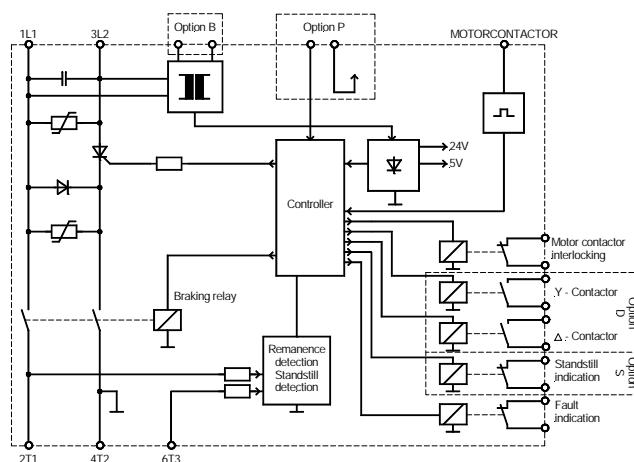 Option B
Option P
1L1
3L2
MOTORCONTACTOR
24V
5V
Controller
Motor contactor
interlocking
Braking relay
Y - Contactor
Option
D
Δ - Contactor
Remanence
detection
Standstill
detection
Standstill
indication
Option
S
Fault
indication
2T1
4T2
6T3